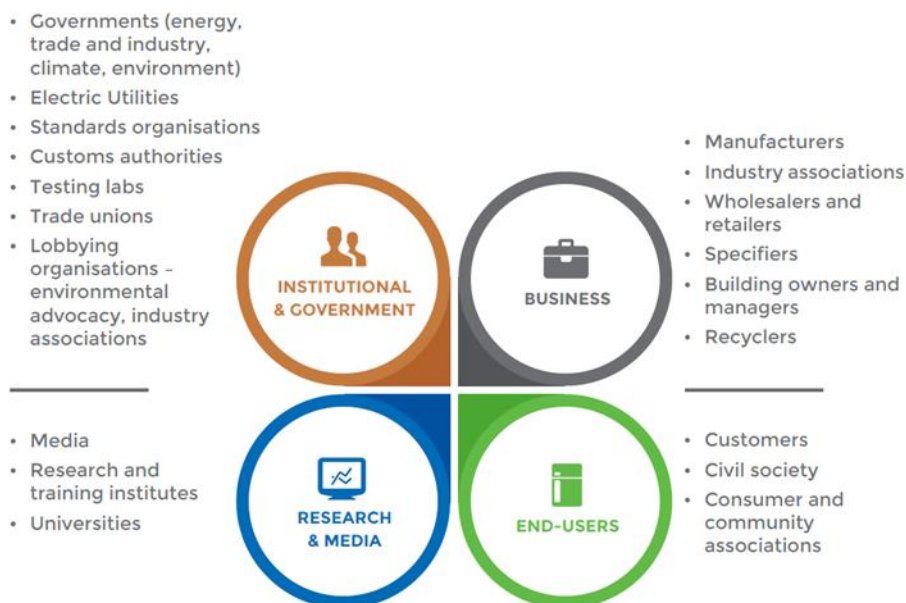 • Governments (energy,
trade and industry,
climate, environment)
• Electric Utilities
• Standards organisations
• Customs authorities
• Testing labs
• Trade unions
• Lobbying
organisations –
environmental
advocacy, industry
associations
INSTITUTIONAL
& GOVERNMENT
BUSINESS
• Manufacturers
• Industry associations
• Wholesalers and
retailers
• Specifiers
• Building owners and
managers
• Recyclers
• Media
• Research and
training institutes
• Universities
RESEARCH
& MEDIA
END-USERS
• Customers
• Civil society
• Consumer and
community
associations